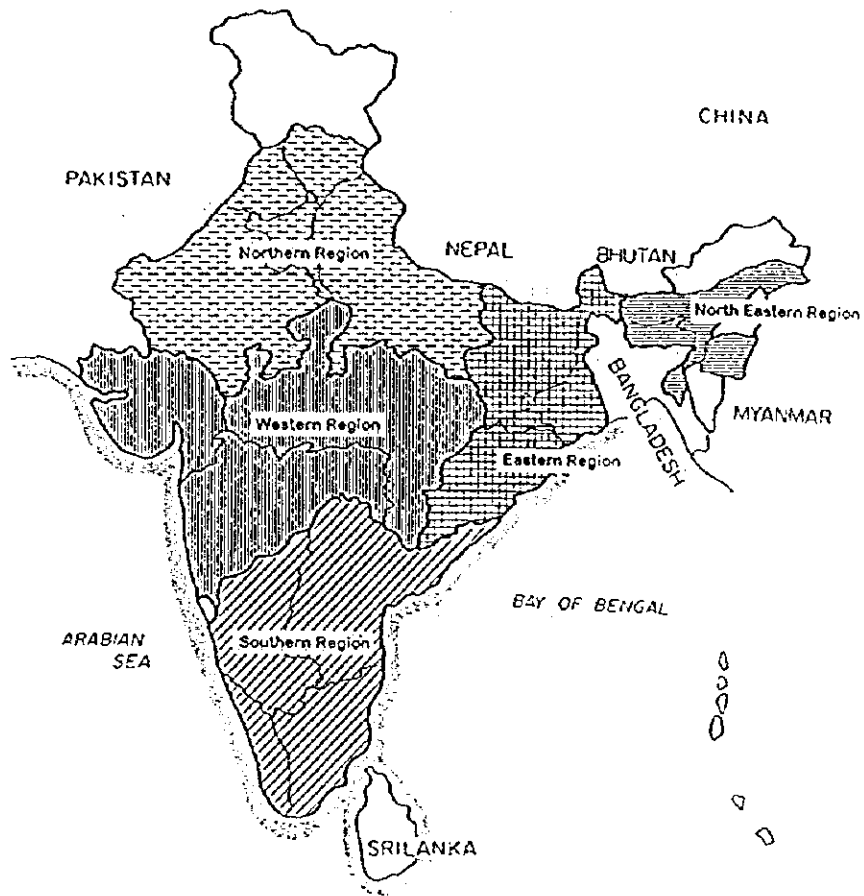 CHINA
PAKISTAN
NEPAL
BHUTAN
Northern Region
North Eastern Region
BANGLADESH
MYANMAR
Western Region
Eastern Region
BAY OF BENGAL
ARABIAN
SEA
Southern Region
SRILANKA